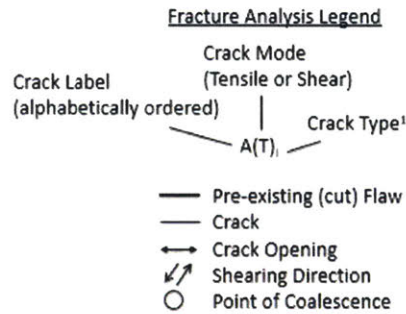 Fracture Analysis Legend
Crack Mode
(Tensile or Shear)
Crack Label
(alphabetically ordered)
Crack Type¹
A(T)ᵢ
Pre-existing (cut) Flaw
Crack
Crack Opening
Shearing Direction
Point of Coalescence